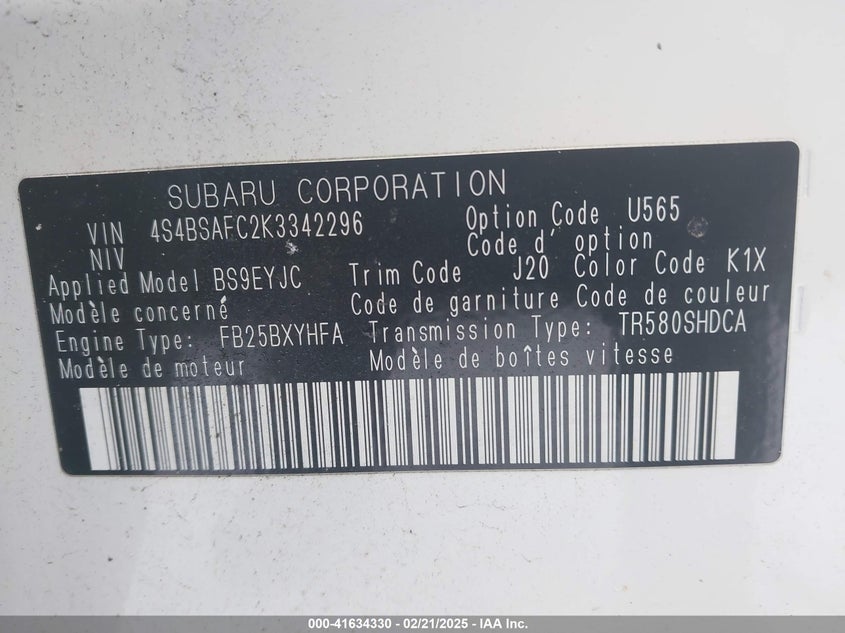 SUBARU CORPORATION
VIN 4S4BSAFC2K3342296 Option Code U565
NIV Code d' option
Applied Model BS9EYJC Trim Code J20 Color Code K1X
Modèle concerné Code de garniture Code de couleur
Engine Type: FB25BXYHFA Transmission Type: TR580SHDCA
Modèle de moteur Modèle de boîtes vitesse
000-41634330 - 02/21/2025 - IAA Inc.